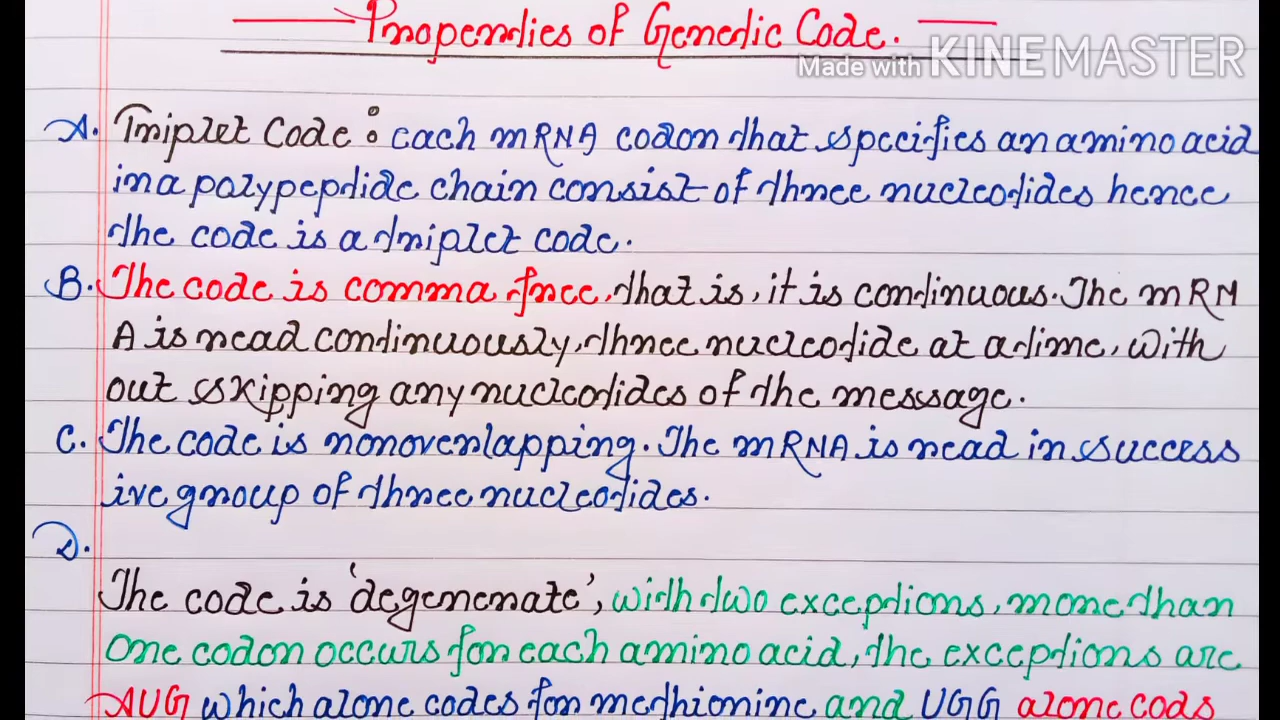 Properties of Genetic Code.
Made with KINEMASTER
A. Triplet Code : each mRNA codon that specifies an amino acid
in a polypeptide chain consist of three nucleotides hence
the code is a triplet code.
B. The code is comma free, that is, it is continuous. The mRN
A is read continuously, three nucleotide at a time, with
out skipping any nucleotides of the message.
C. The code is nonoverlapping. The mRNA is read in success
ive group of three nucleotides.
D.
The code is 'degenerate', with two exceptions, more than
one codon occurs for each amino acid, the exceptions are
AUG which alone codes for methionine and UGG alone cods